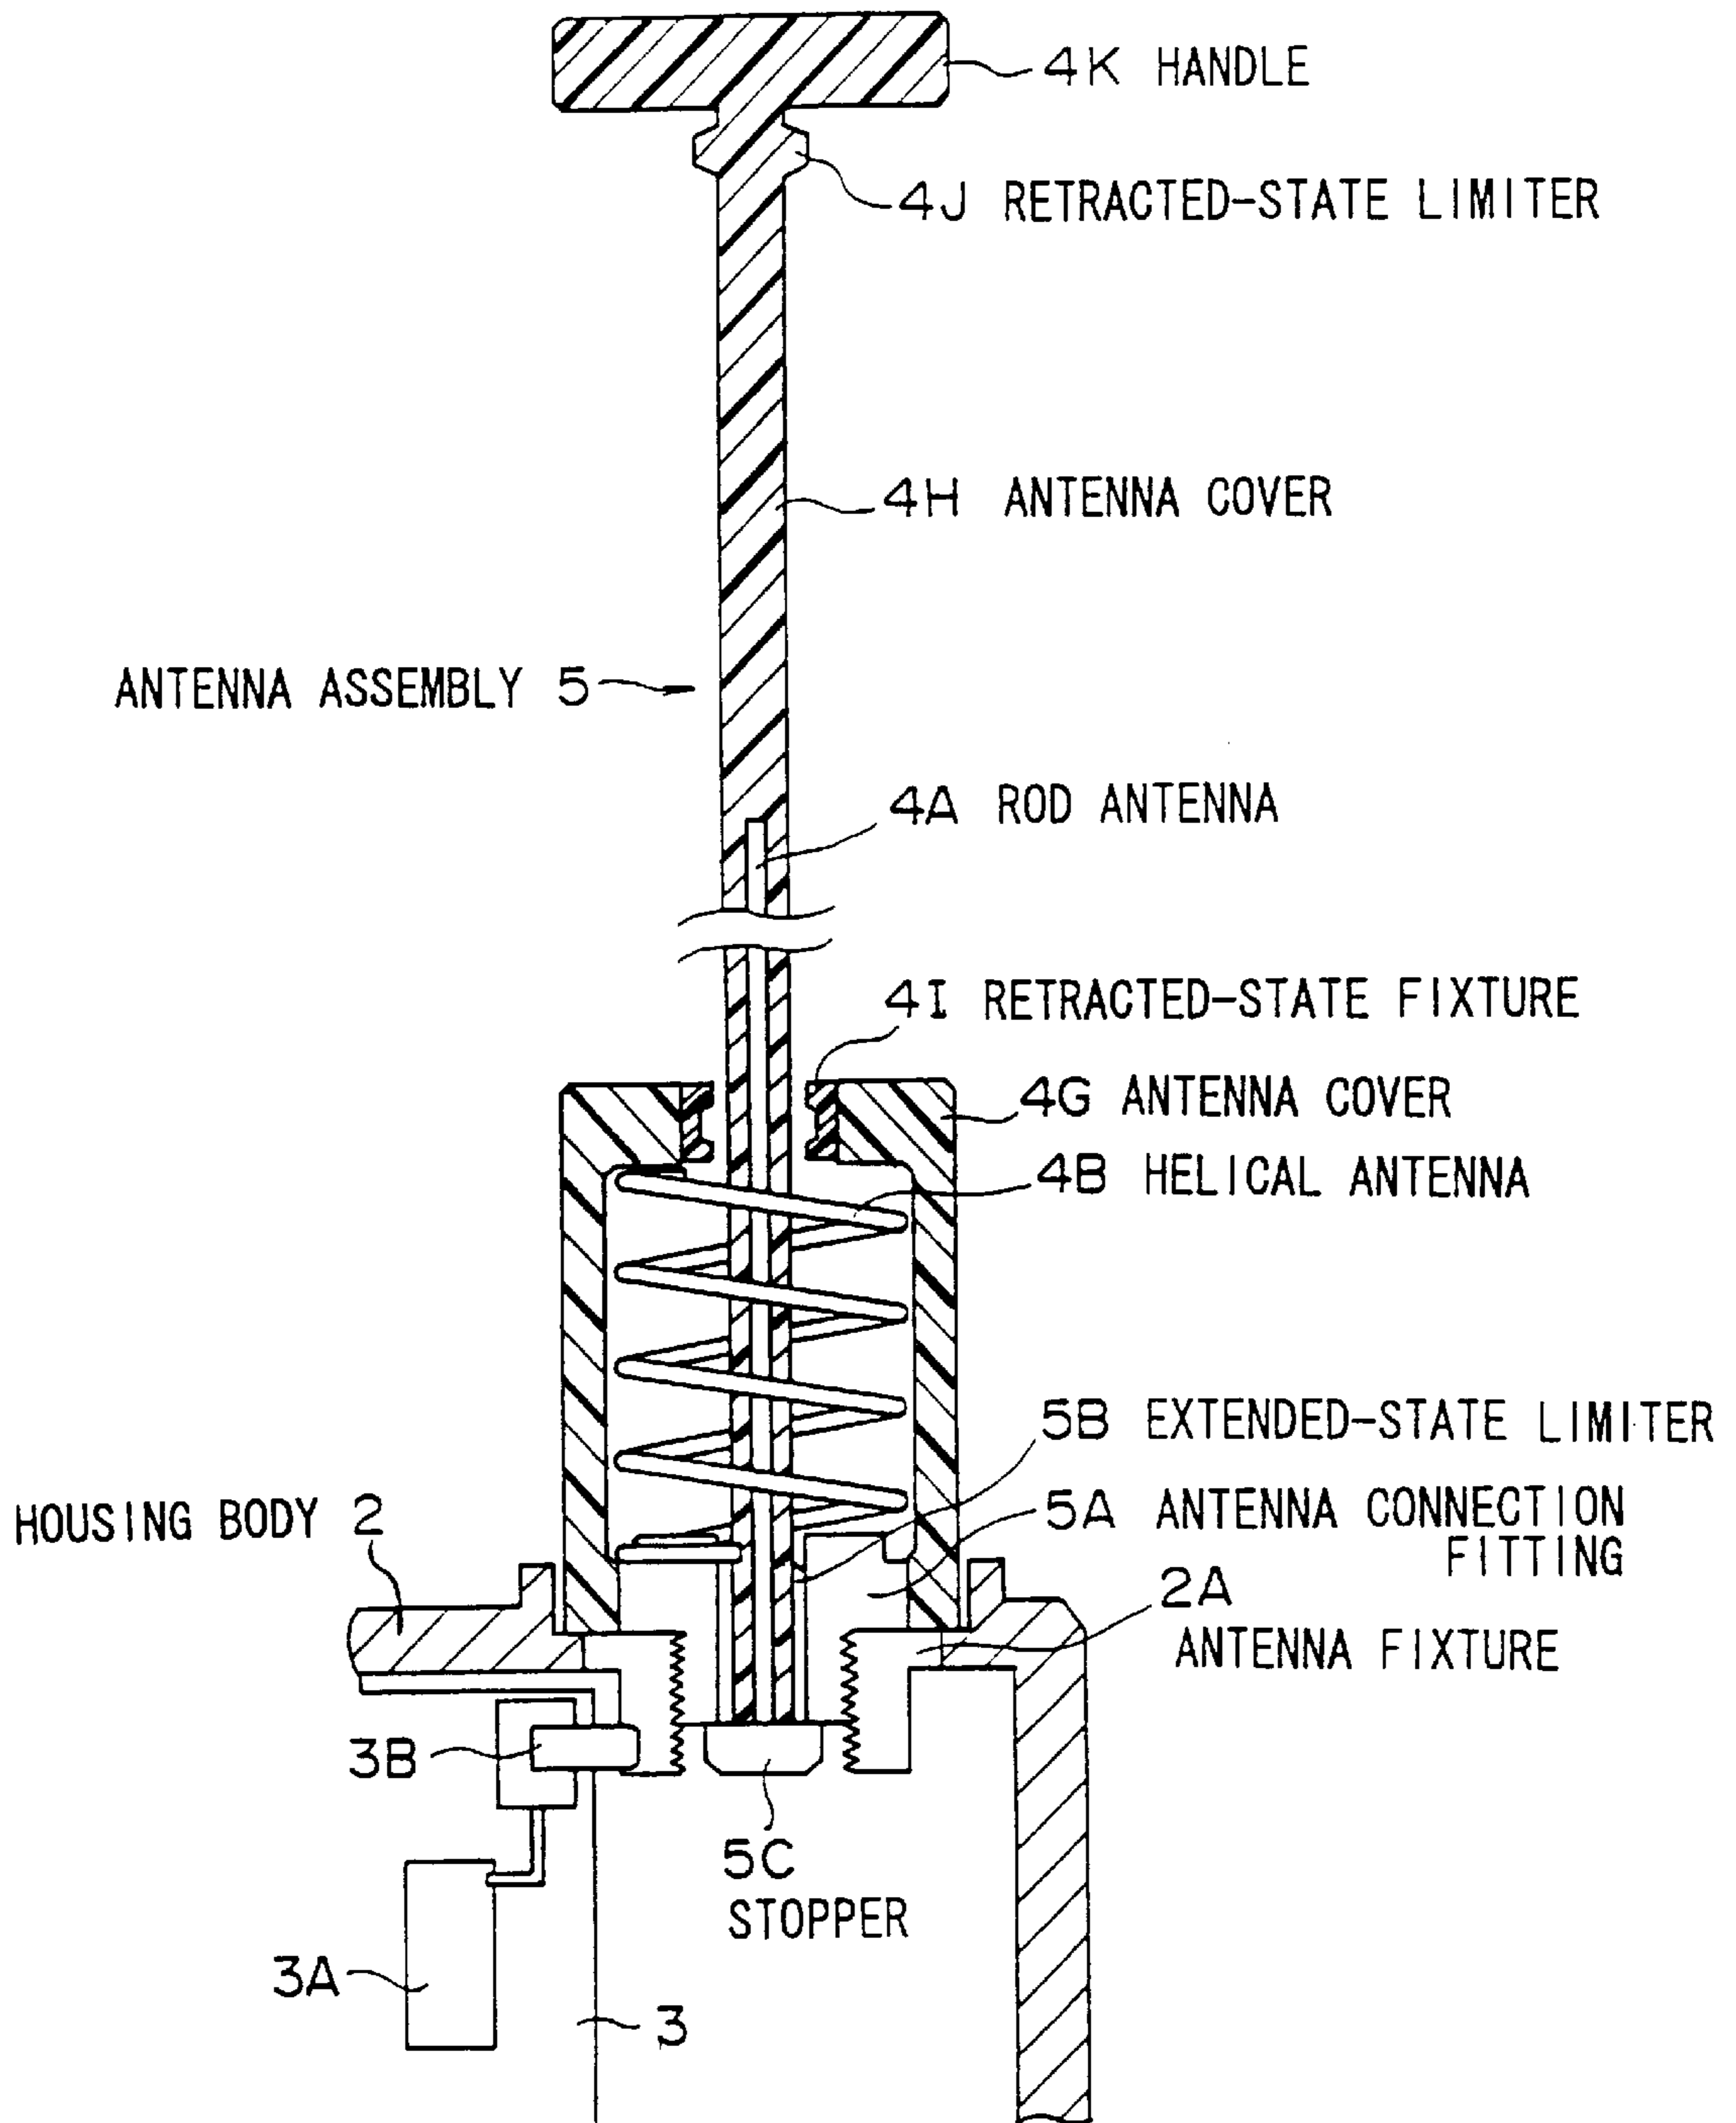 4K HANDLE
4J RETRACTED-STATE LIMITER
4H ANTENNA COVER
ANTENNA ASSEMBLY 5
4A ROD ANTENNA
4I RETRACTED-STATE FIXTURE
4G ANTENNA COVER
4B HELICAL ANTENNA
5B EXTENDED-STATE LIMITER
HOUSING BODY 2
5A ANTENNA CONNECTION
FITTING
2A
ANTENNA FIXTURE
3B
5C
STOPPER
3A
3